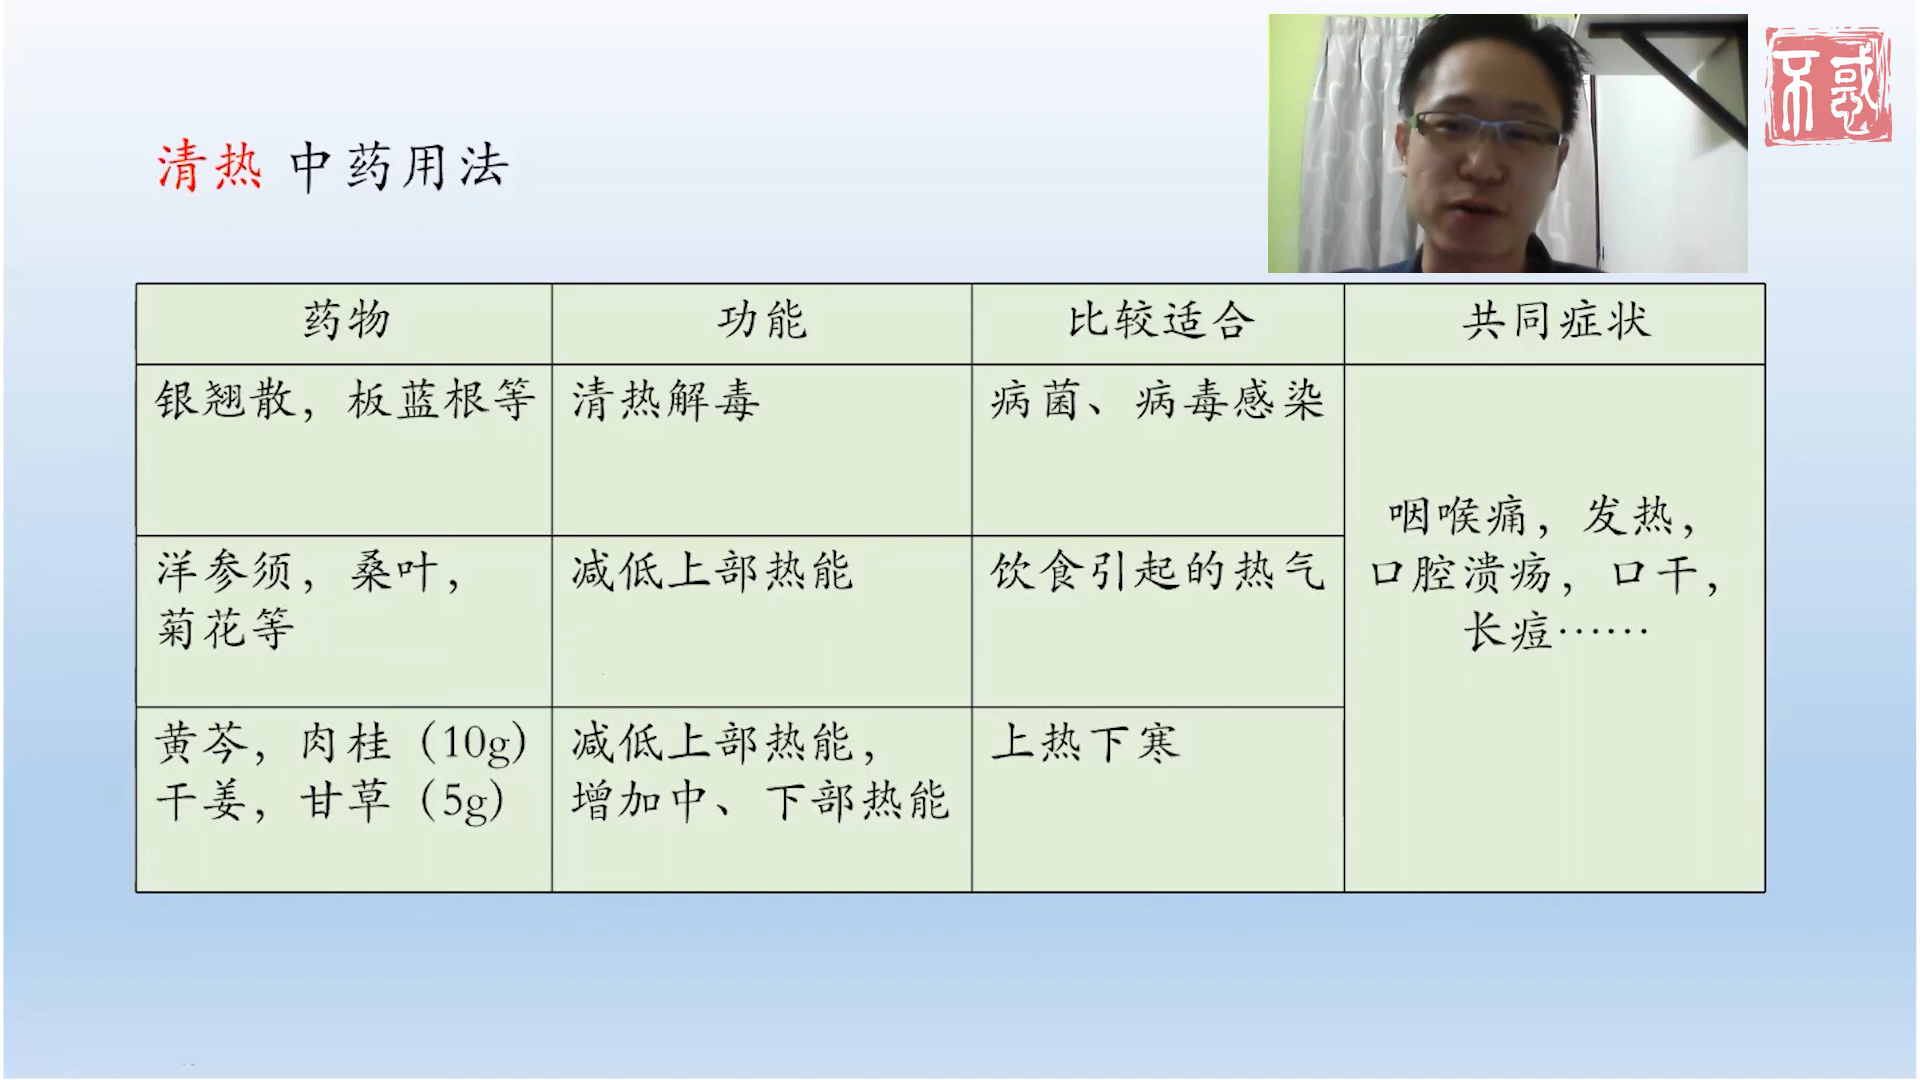 不惑
清热 中药用法
药物 功能 比较适合 共同症状
银翘散，板蓝根等 清热解毒 病菌、病毒感染
洋参须，桑叶，
菊花等
减低上部热能
饮食引起的热气
黄芩，肉桂（10g）
干姜，甘草（5g）
减低上部热能，
增加中、下部热能
上热下寒
咽喉痛，发热，
口腔溃疡，口干，
长痘……